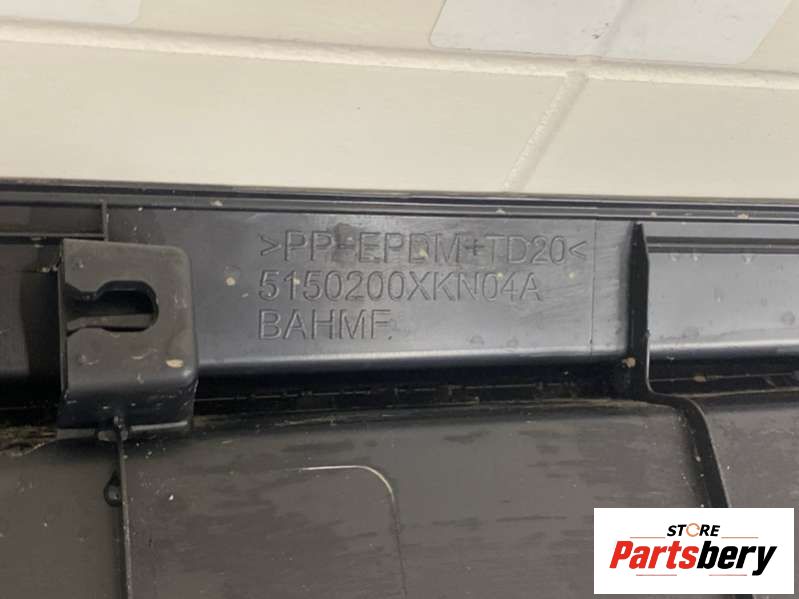 >PP+EPDM+TD20<
5150200XKN04A
BAHMF.
STORE
Partsbery